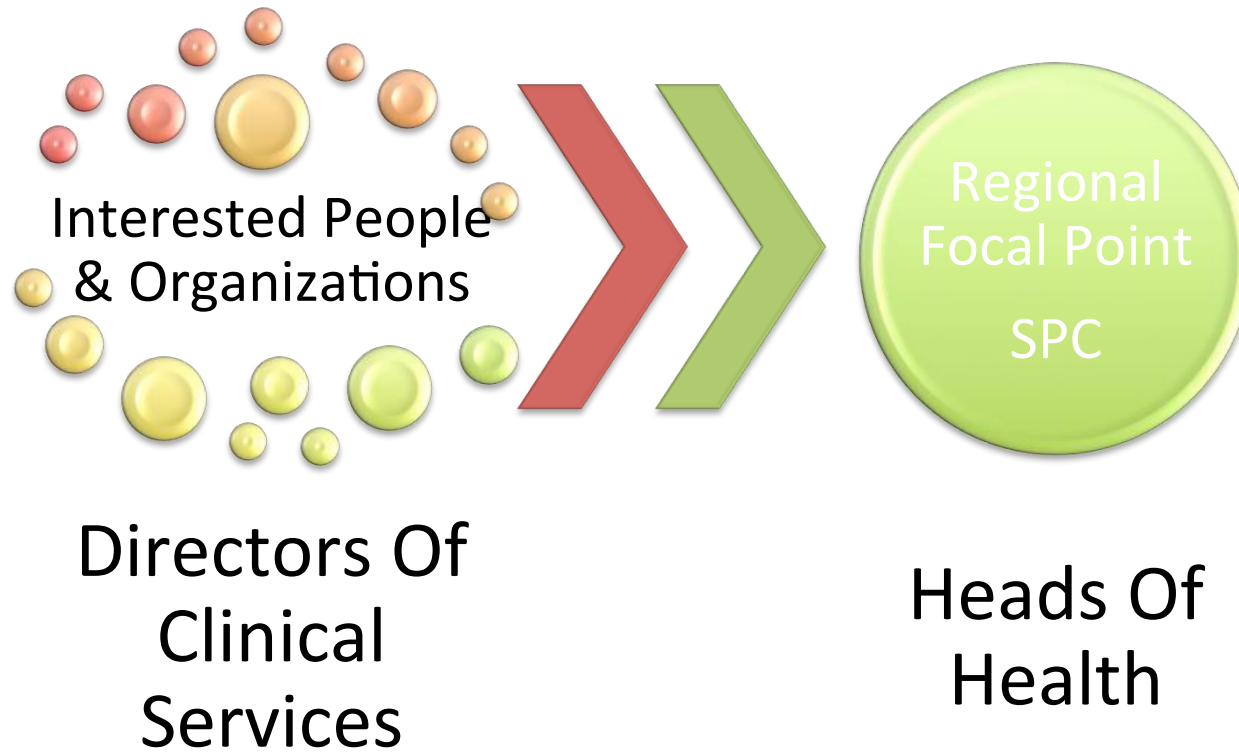 Interested People
& Organizations
Regional
Focal Point
SPC
Directors Of
Clinical
Services
Heads Of
Health